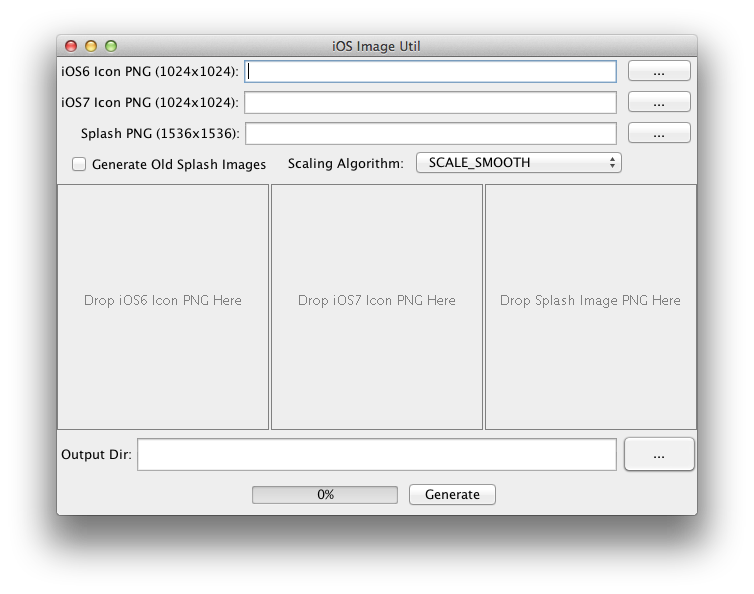 iOS Image Util
iOS6 Icon PNG (1024x1024): ...
iOS7 Icon PNG (1024x1024): ...
Splash PNG (1536x1536): ...
Generate Old Splash Images Scaling Algorithm: SCALE_SMOOTH
Drop iOS6 Icon PNG Here Drop iOS7 Icon PNG Here Drop Splash Image PNG Here
Output Dir: ...
0% Generate